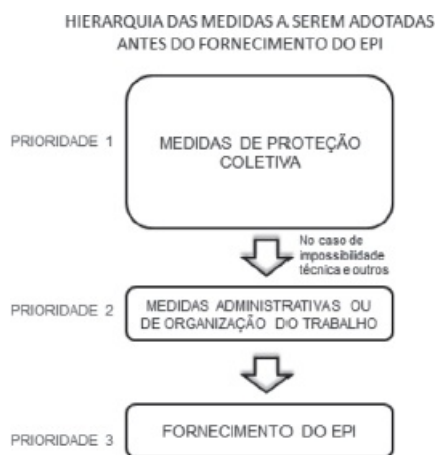 HIERARQUIA DAS MEDIDAS A SEREM ADOTADAS
ANTES DO FORNECIMENTO DO EPI
PRIORIDADE 1
MEDIDAS DE PROTEÇÃO
COLETIVA
No caso de
impossibilidade
técnica e outros
PRIORIDADE 2
MEDIDAS ADMINISTRATIVAS OU
DE ORGANIZAÇÃO DO TRABALHO
PRIORIDADE 3
FORNECIMENTO DO EPI